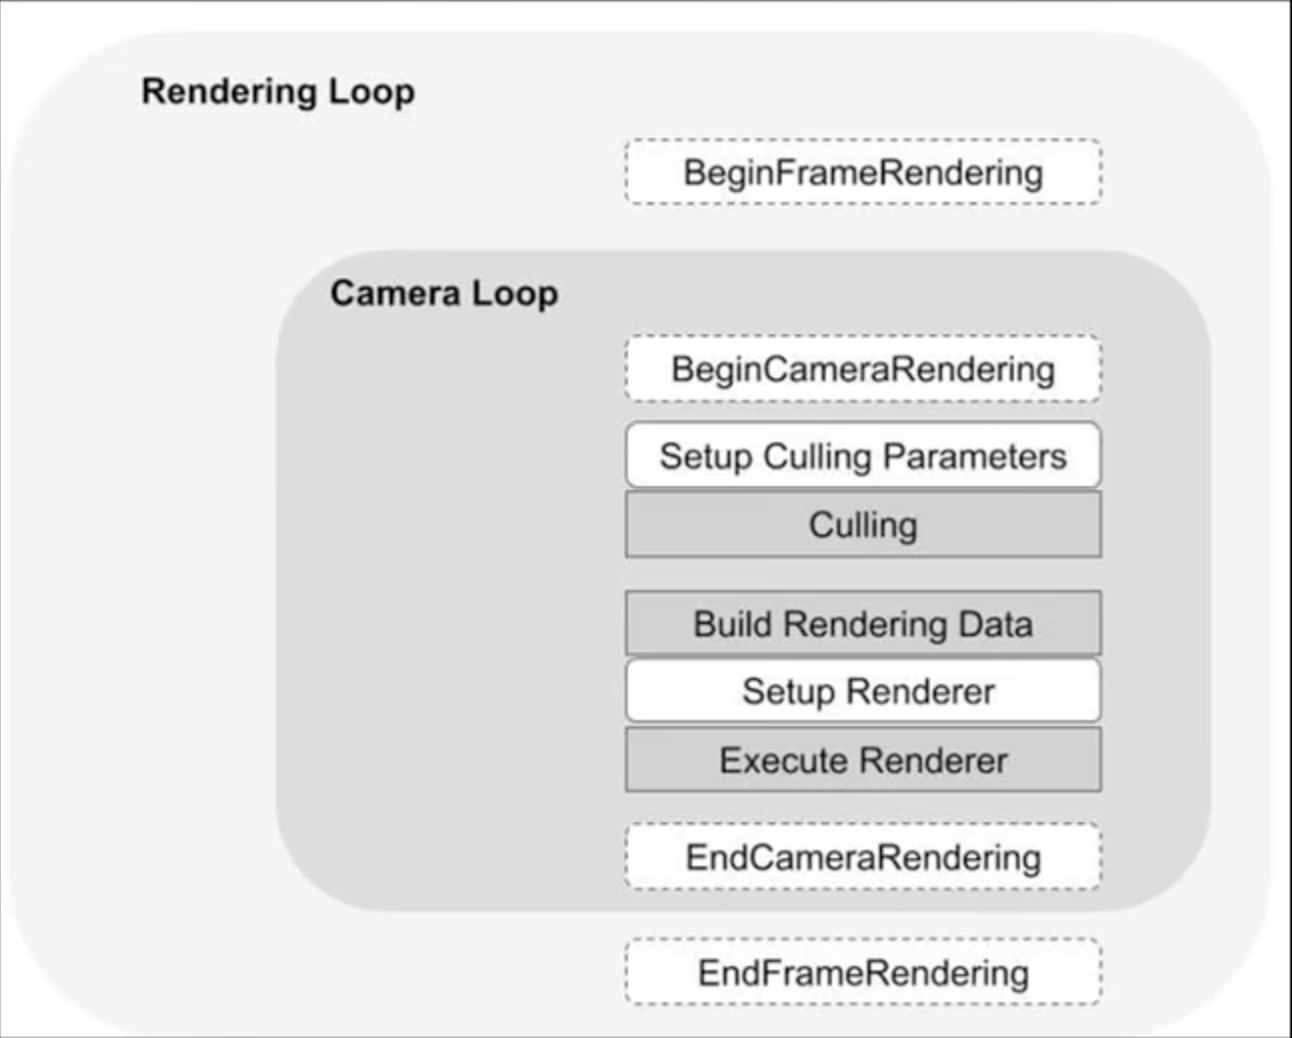 Rendering Loop
BeginFrameRendering
Camera Loop
BeginCameraRendering
Setup Culling Parameters
Culling
Build Rendering Data
Setup Renderer
Execute Renderer
EndCameraRendering
EndFrameRendering